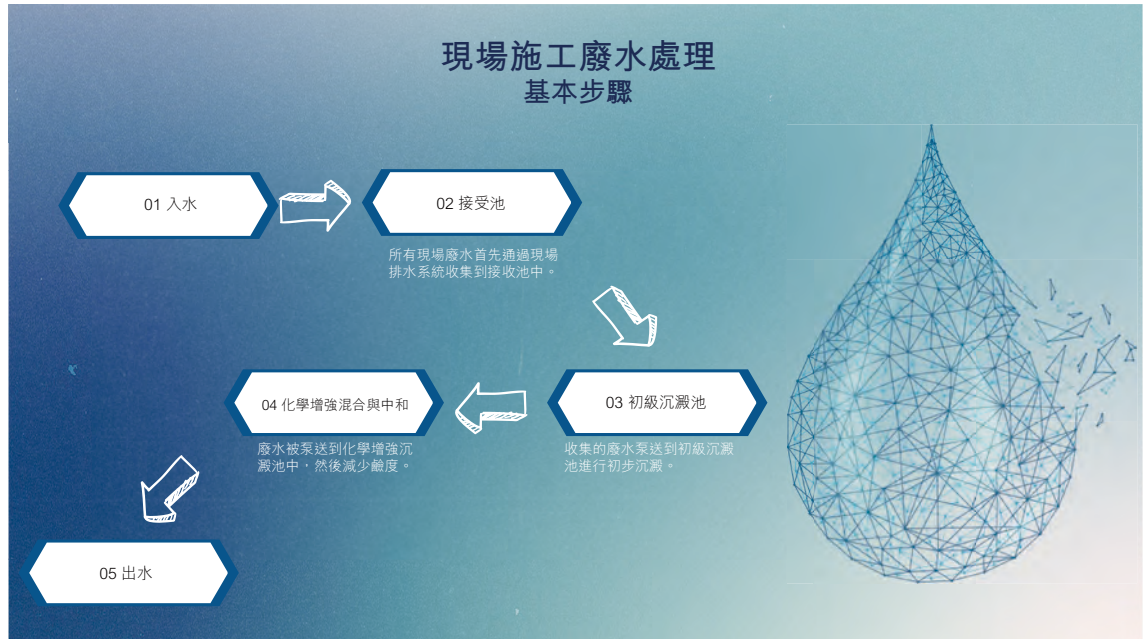 現場施工廢水處理
基本步驟
01 入水
02 接受池
所有現場廢水首先通過現場
排水系統收集到接收池中。
03 初級沉澱池
收集的廢水泵送到初級沉澱
池進行初步沉澱。
04 化學增強混合與中和
廢水被泵送到化學增強沉
澱池中，然後減少鹼度。
05 出水